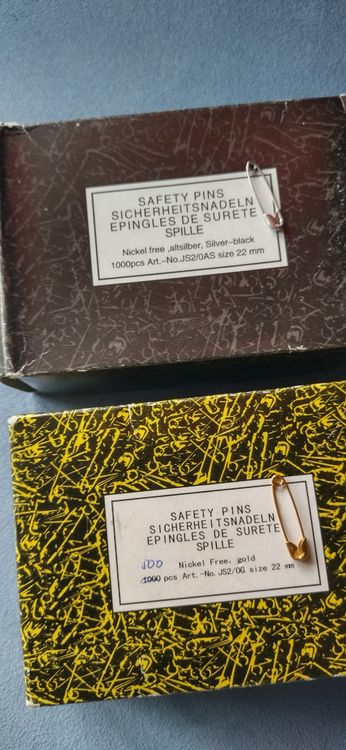 SAFETY PINS
SICHERHEITSNADELN
EPINGLES DE SURETE
SPILLE
Nickel free ,altsilber, Silver-black
1000pcs Art.-No.JS2/0AS size 22 mm
SAFETY PINS
SICHERHEITSNADELN
EPINGLES DE SURETE
SPILLE
500 Nickel Free, gold
1000 pcs Art.-No.JS2/0G size 22 mm